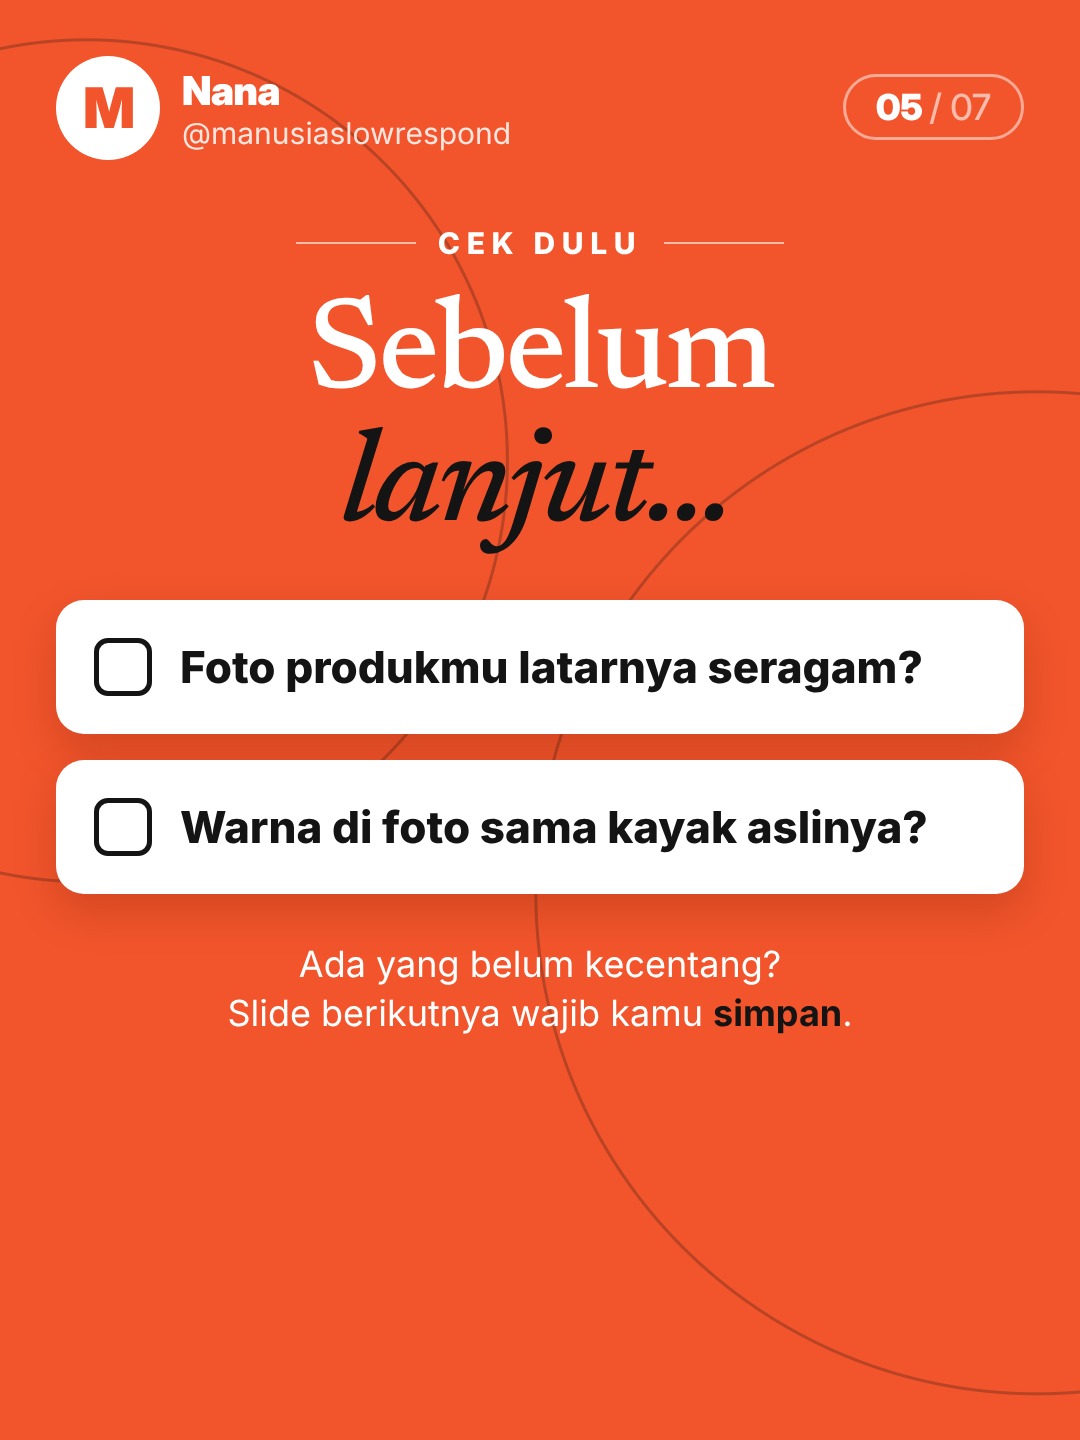 M
Nana
@manusiaslowrespond
05 / 07
CEK DULU
Sebelum
lanjut...
Foto produkmu latarnya seragam?
Warna di foto sama kayak aslinya?
Ada yang belum kecentang?
Slide berikutnya wajib kamu simpan.